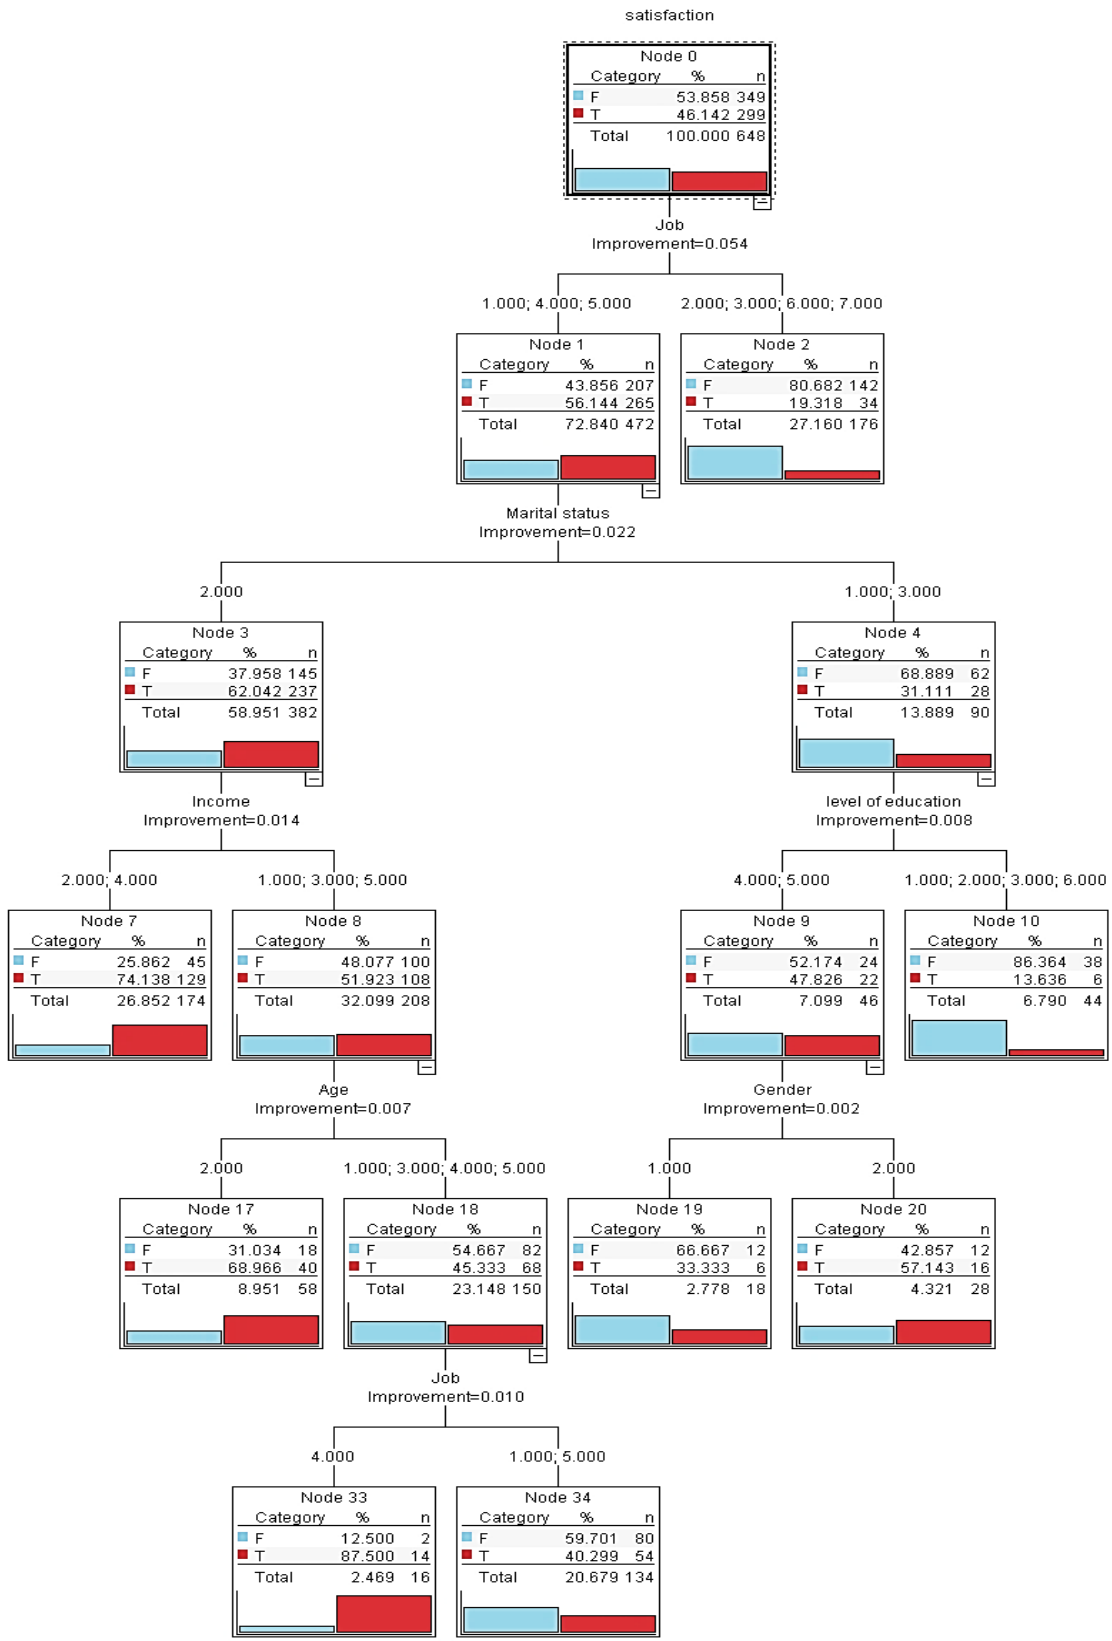 satisfaction
Node 0
Category % n
F 53.858 349
T 46.142 299
Total 100.000 648
Job
Improvement=0.054
1.000; 4.000; 5.000
2.000; 3.000; 6.000; 7.000
Node 1
Category % n
F 43.856 207
T 56.144 265
Total 72.840 472
Node 2
Category % n
F 80.682 142
T 19.318 34
Total 27.160 176
Marital status
Improvement=0.022
2.000
1.000; 3.000
Node 3
Category % n
F 37.958 145
T 62.042 237
Total 58.951 382
Node 4
Category % n
F 68.889 62
T 31.111 28
Total 13.889 90
Income
Improvement=0.014
level of education
Improvement=0.008
2.000; 4.000
1.000; 3.000; 5.000
4.000; 5.000
1.000; 2.000; 3.000; 6.000
Node 7
Category % n
F 25.862 45
T 74.138 129
Total 26.852 174
Node 8
Category % n
F 48.077 100
T 51.923 108
Total 32.099 208
Node 9
Category % n
F 52.174 24
T 47.826 22
Total 7.099 46
Node 10
Category % n
F 86.364 38
T 13.636 6
Total 6.790 44
Age
Improvement=0.007
Gender
Improvement=0.002
2.000
1.000; 3.000; 4.000; 5.000
1.000
2.000
Node 17
Category % n
F 31.034 18
T 68.966 40
Total 8.951 58
Node 18
Category % n
F 54.667 82
T 45.333 68
Total 23.148 150
Node 19
Category % n
F 66.667 12
T 33.333 6
Total 2.778 18
Node 20
Category % n
F 42.857 12
T 57.143 16
Total 4.321 28
Job
Improvement=0.010
4.000
1.000; 5.000
Node 33
Category % n
F 12.500 2
T 87.500 14
Total 2.469 16
Node 34
Category % n
F 59.701 80
T 40.299 54
Total 20.679 134